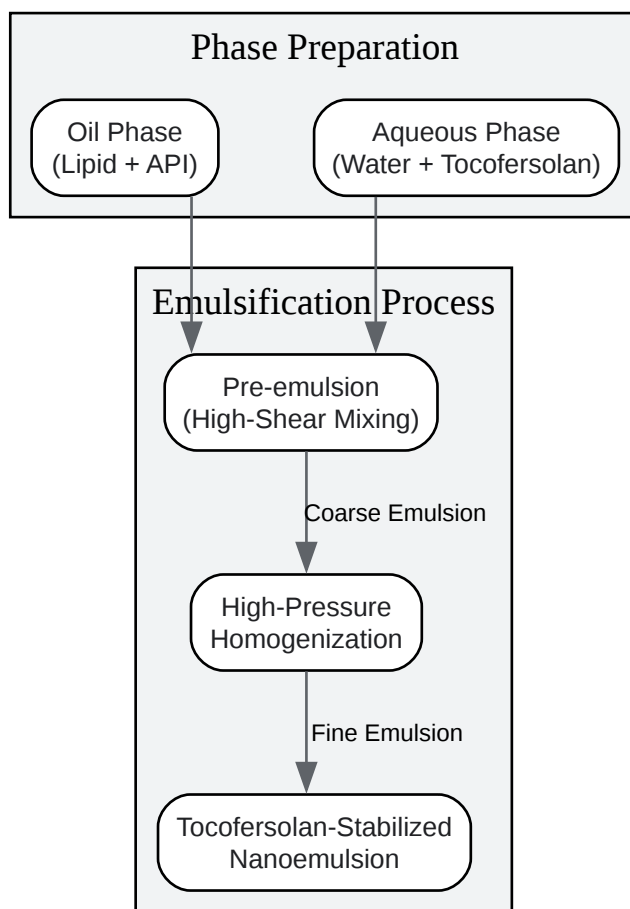 Phase Preparation
Oil Phase
(Lipid + API)
Aqueous Phase
(Water + Tocofersolan)
Emulsification Process
Pre-emulsion
(High-Shear Mixing)
Coarse Emulsion
High-Pressure
Homogenization
Fine Emulsion
Tocofersolan-Stabilized
Nanoemulsion